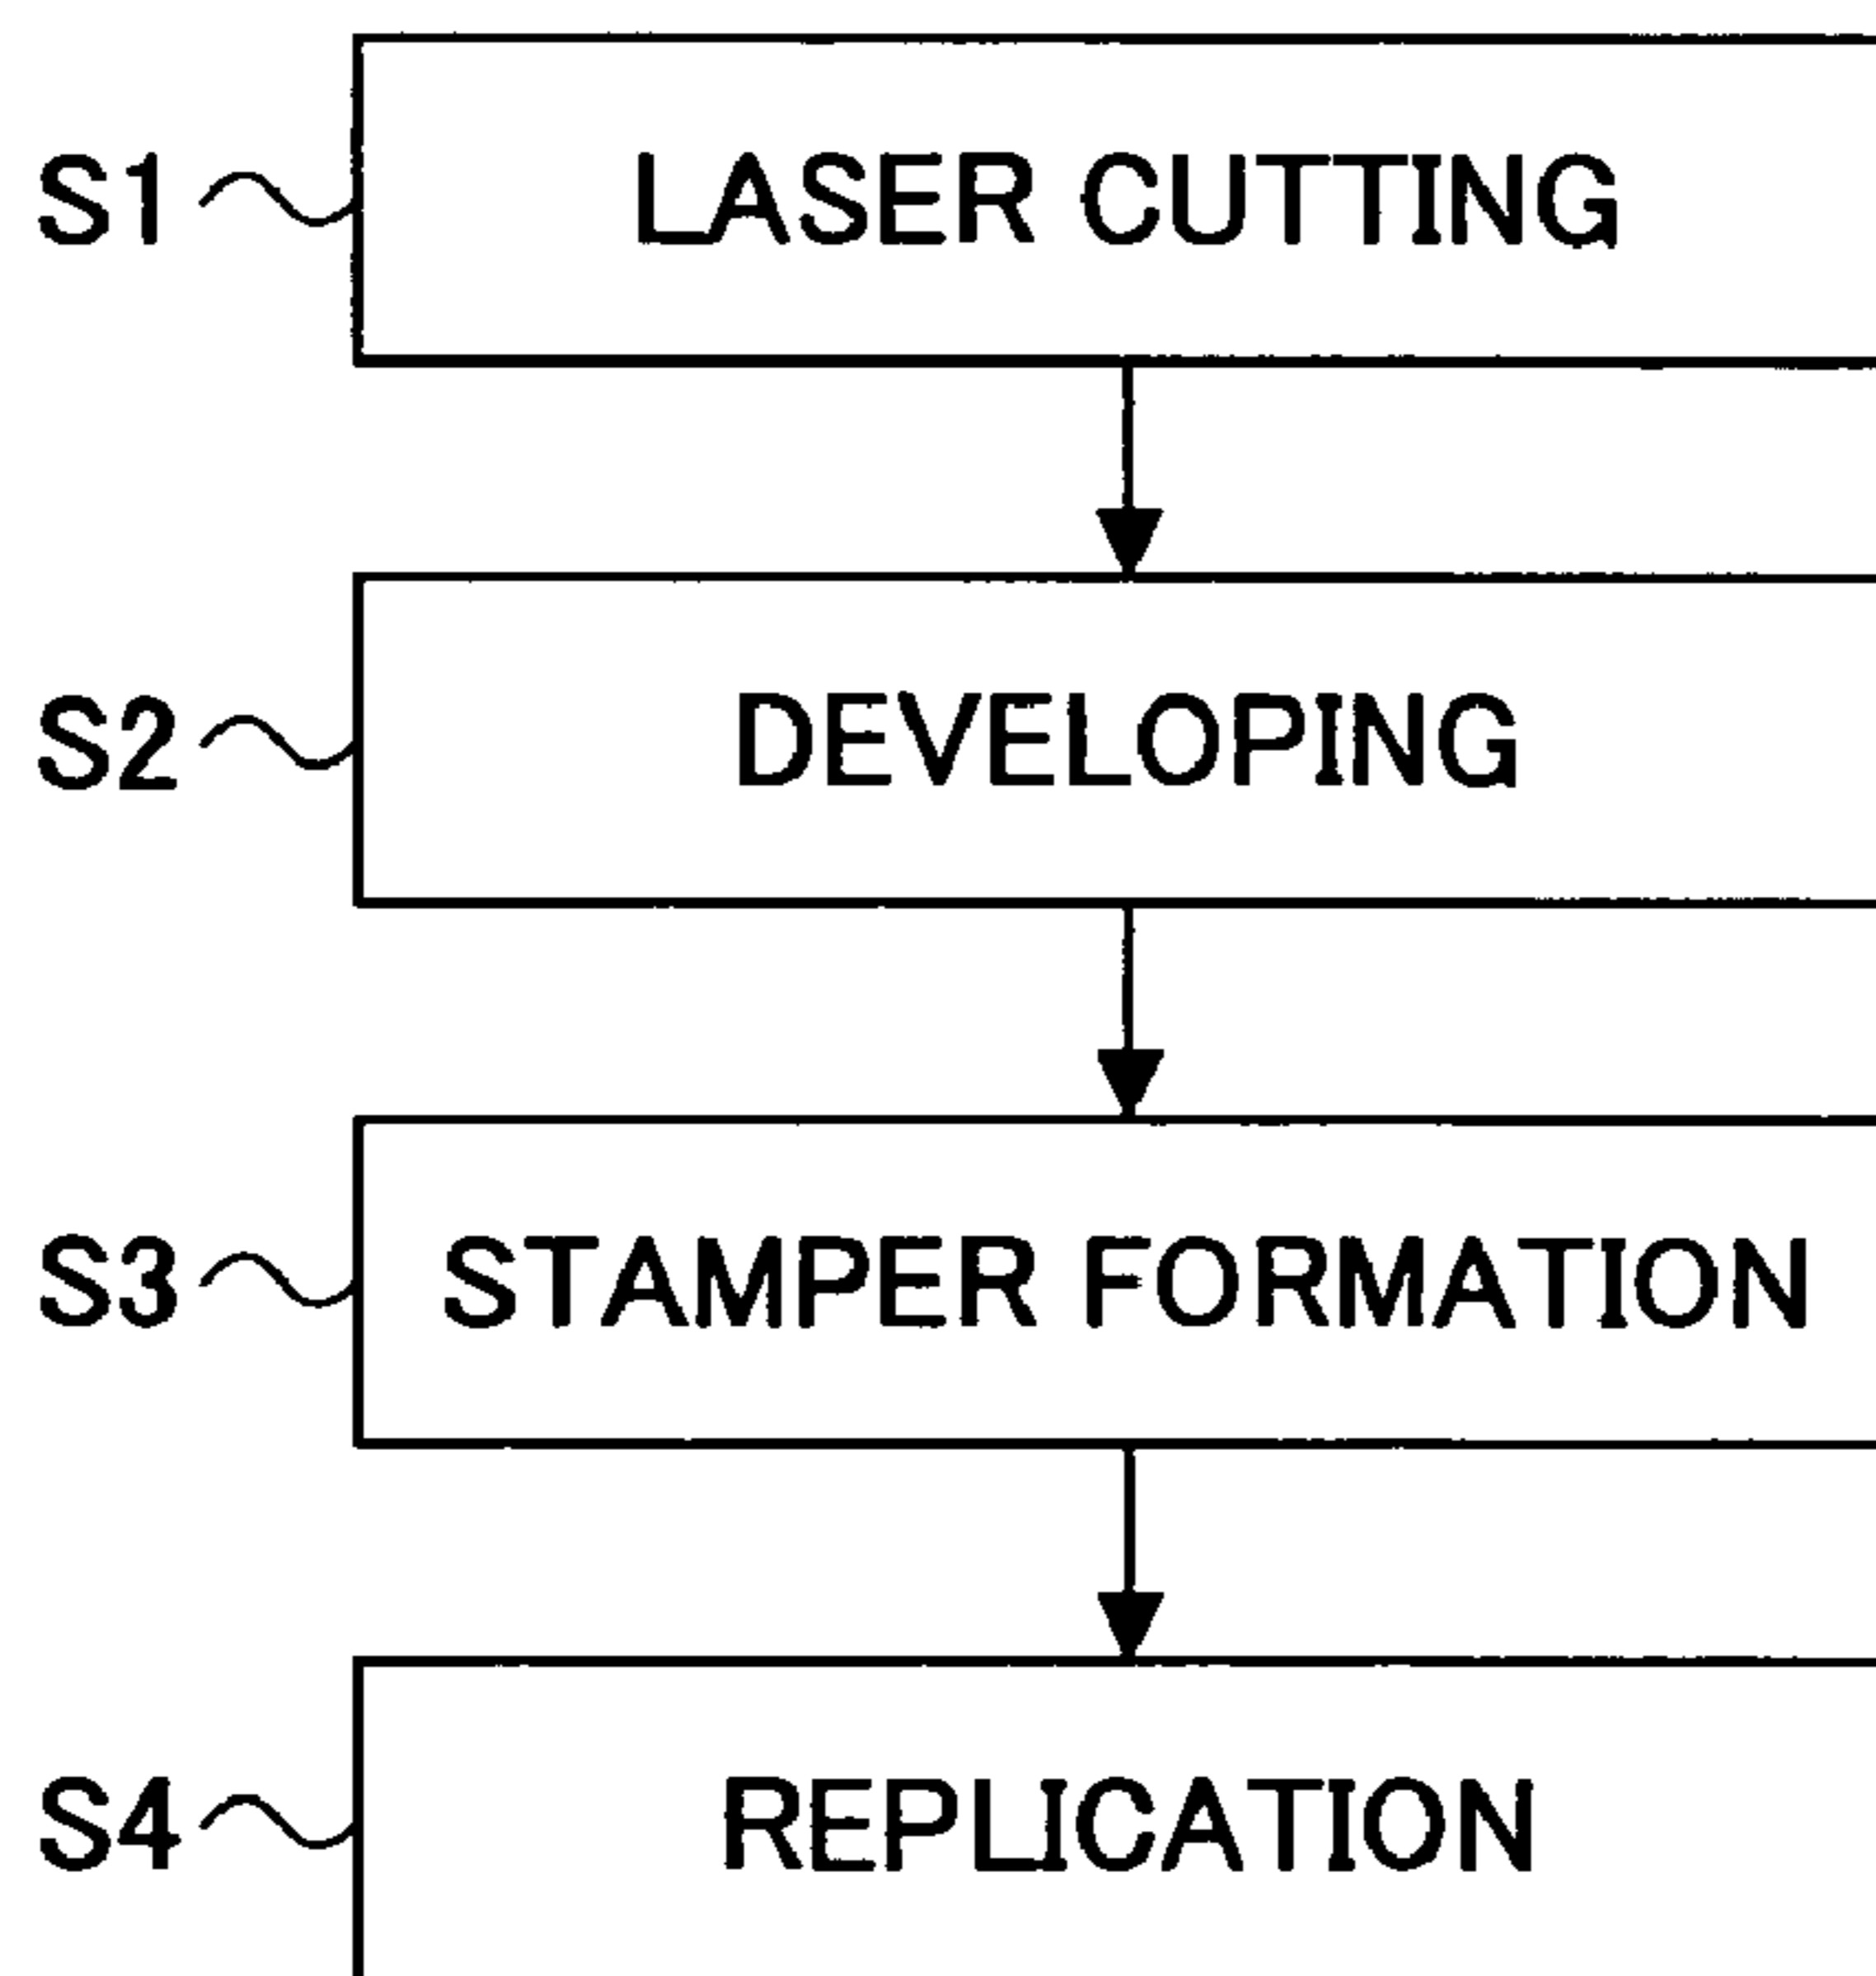 S1 LASER CUTTING
S2 DEVELOPING
S3 STAMPER FORMATION
S4 REPLICATION